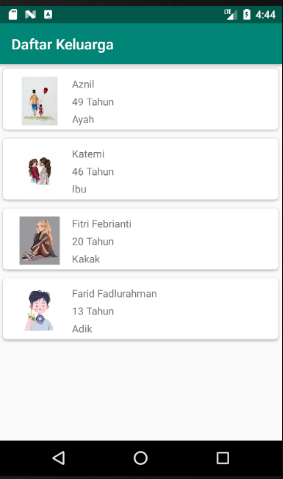 LTE 4:44
Daftar Keluarga
Aznil
49 Tahun
Ayah
Katemi
46 Tahun
Ibu
Fitri Febrianti
20 Tahun
Kakak
Farid Fadlurahman
13 Tahun
Adik